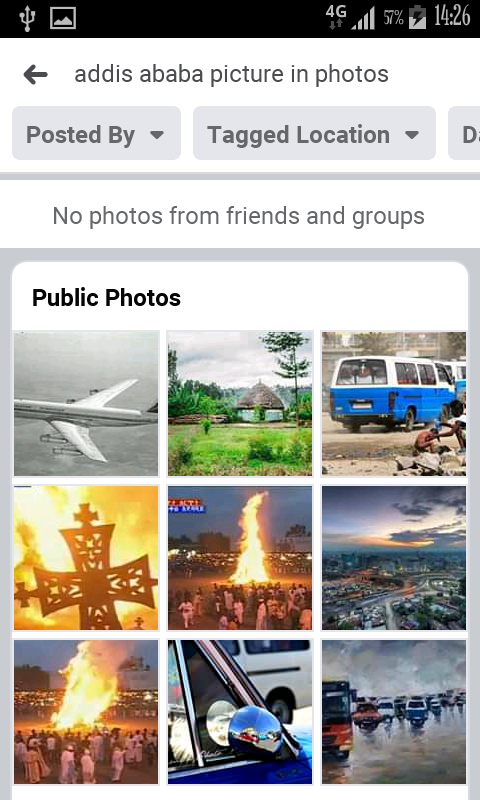 4G 57% 14:26
addis ababa picture in photos
Posted By Tagged Location
No photos from friends and groups
Public Photos